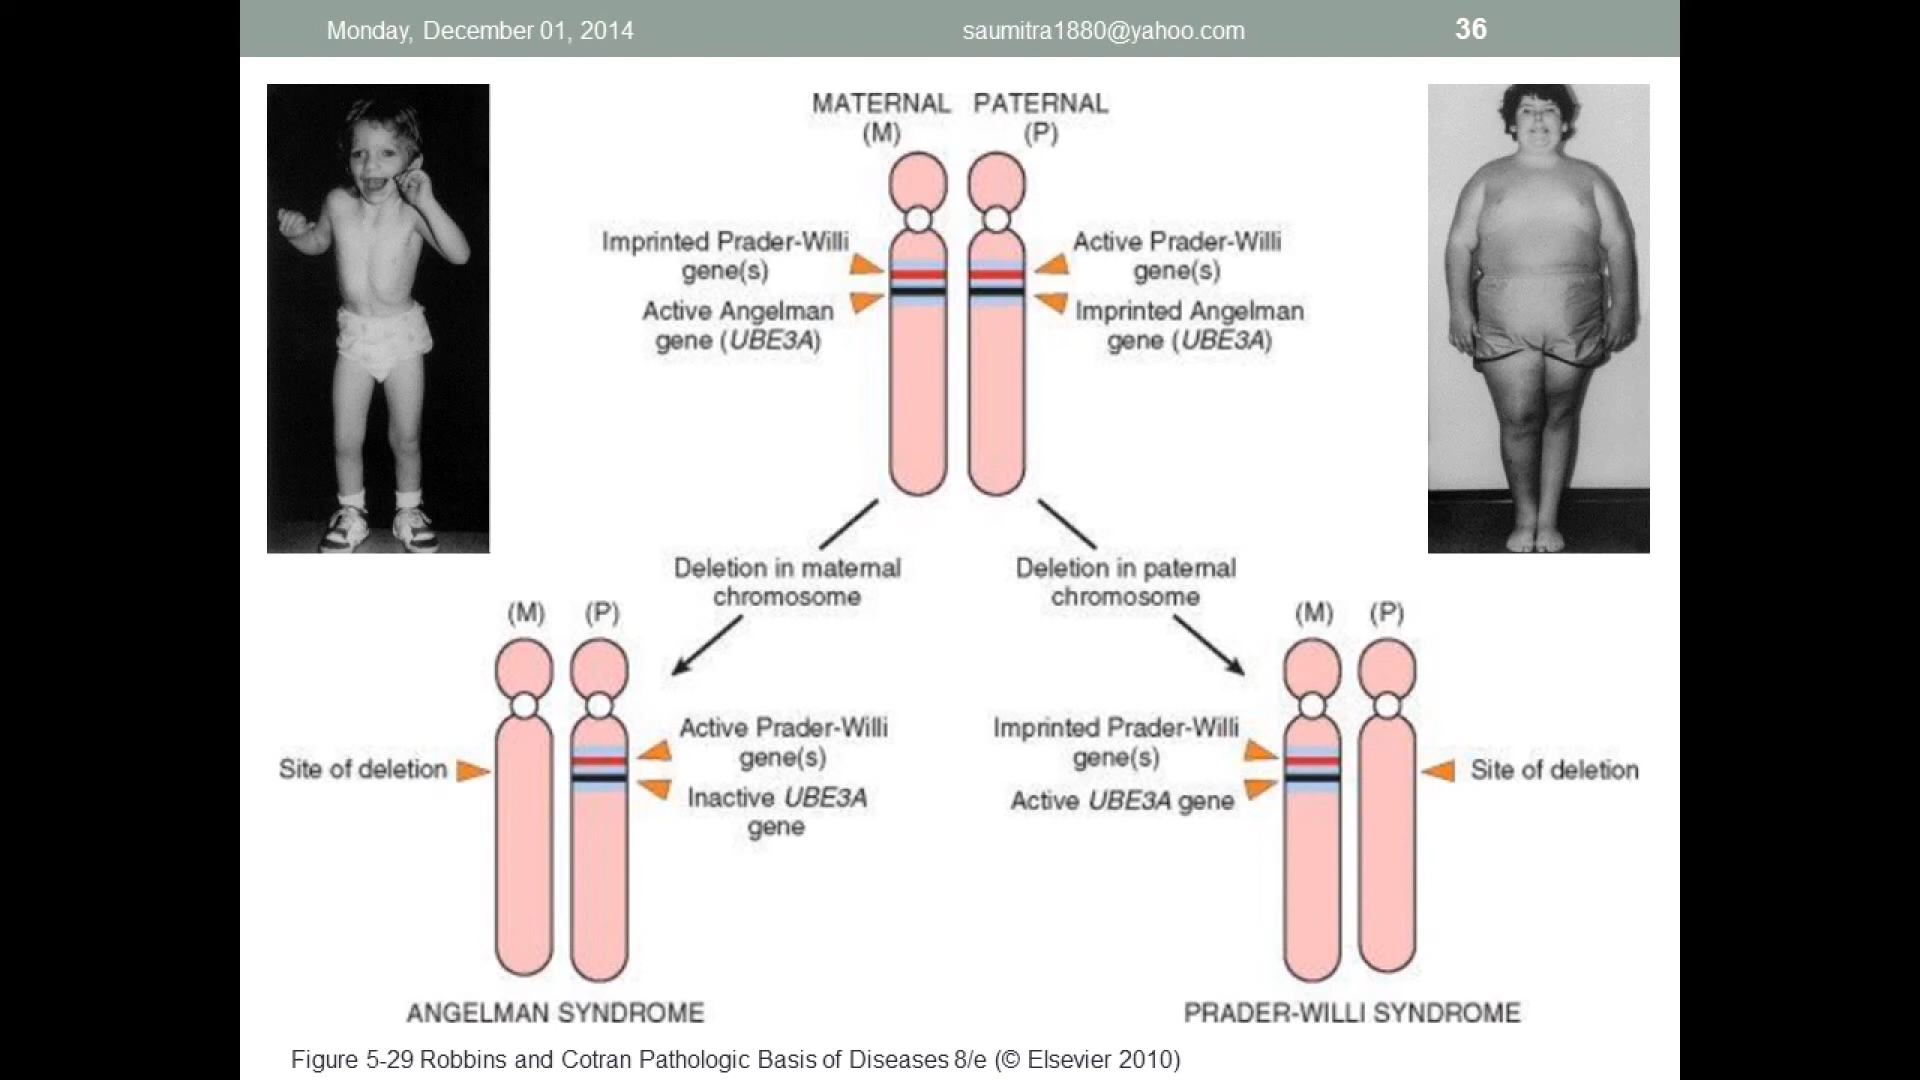 Monday, December 01, 2014 saumitra1880@yahoo.com 36
MATERNAL PATERNAL
(M) (P)
Imprinted Prader-Willi
gene(s)
Active Angelman
gene (UBE3A)
Active Prader-Willi
gene(s)
Imprinted Angelman
gene (UBE3A)
Deletion in maternal
chromosome
Deletion in paternal
chromosome
(M) (P)
Site of deletion
Active Prader-Willi
gene(s)
Inactive UBE3A
gene
ANGELMAN SYNDROME
(M) (P)
Imprinted Prader-Willi
gene(s)
Active UBE3A gene
Site of deletion
PRADER-WILLI SYNDROME
Figure 5-29 Robbins and Cotran Pathologic Basis of Diseases 8/e (© Elsevier 2010)